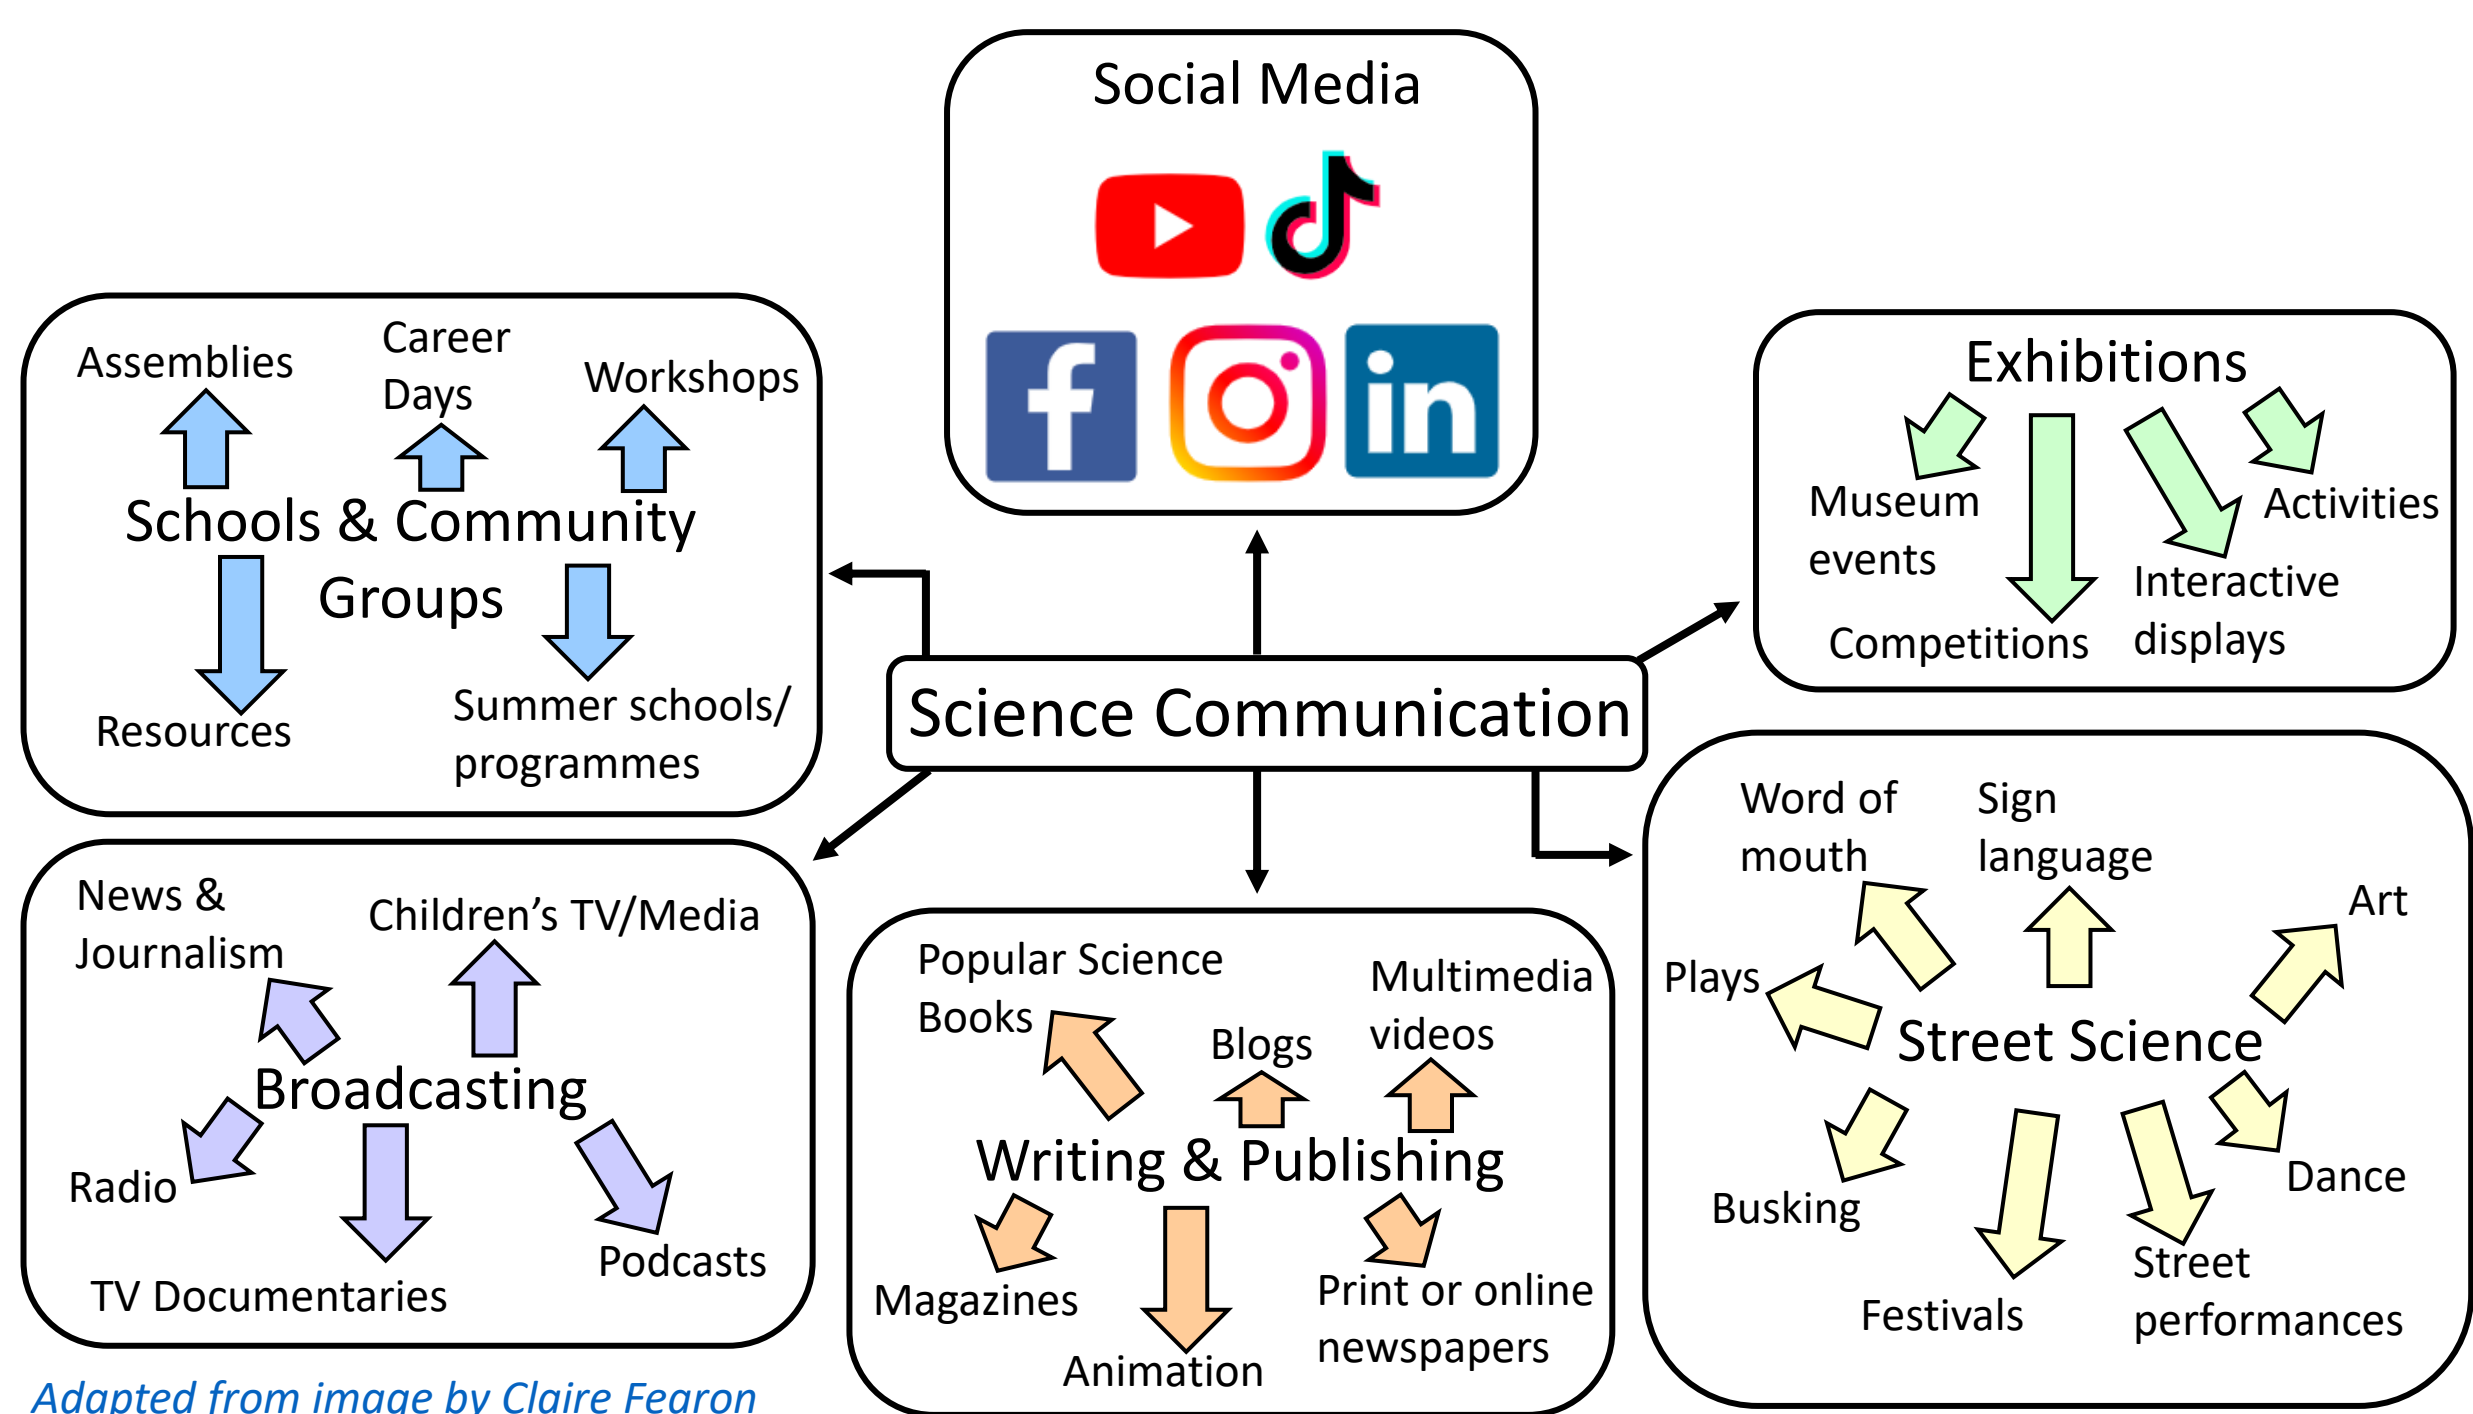 Social Media
f
in
Assemblies
Career
Days
Workshops
Schools & Community
Groups
Resources
Summer schools/
programmes
Exhibitions
Museum
events
Competitions
Interactive
displays
Activities
Science Communication
News &
Journalism
Children’s TV/Media
Broadcasting
Radio
TV Documentaries
Podcasts
Popular Science
Books
Blogs
Multimedia
videos
Writing & Publishing
Magazines
Animation
Print or online
newspapers
Word of
mouth
Sign
language
Art
Plays
Street Science
Busking
Festivals
Street
performances
Dance
Adapted from image by Claire Fearon